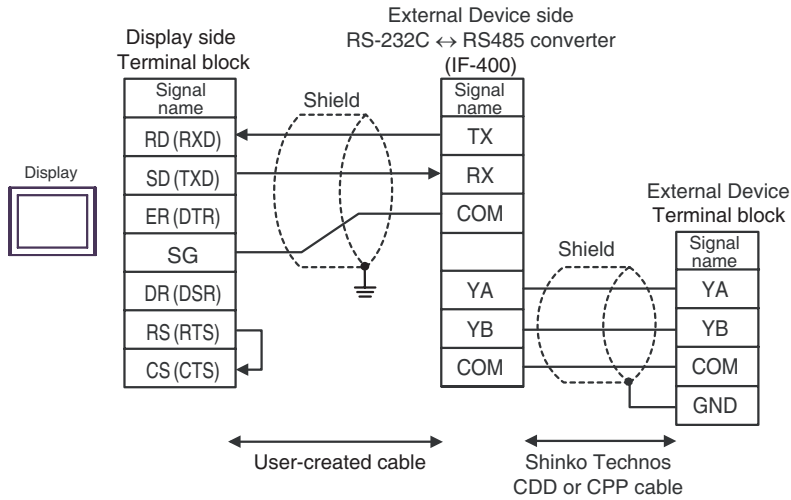 External Device side
RS-232C ↔ RS485 converter
(IF-400)
Display side
Terminal block
Signal
name
RD (RXD)
SD (TXD)
ER (DTR)
SG
DR (DSR)
RS (RTS)
CS (CTS)
Display
Shield
Signal
name
TX
RX
COM
YA
YB
COM
Shield
External Device
Terminal block
Signal
name
YA
YB
COM
GND
User-created cable
Shinko Technos
CDD or CPP cable